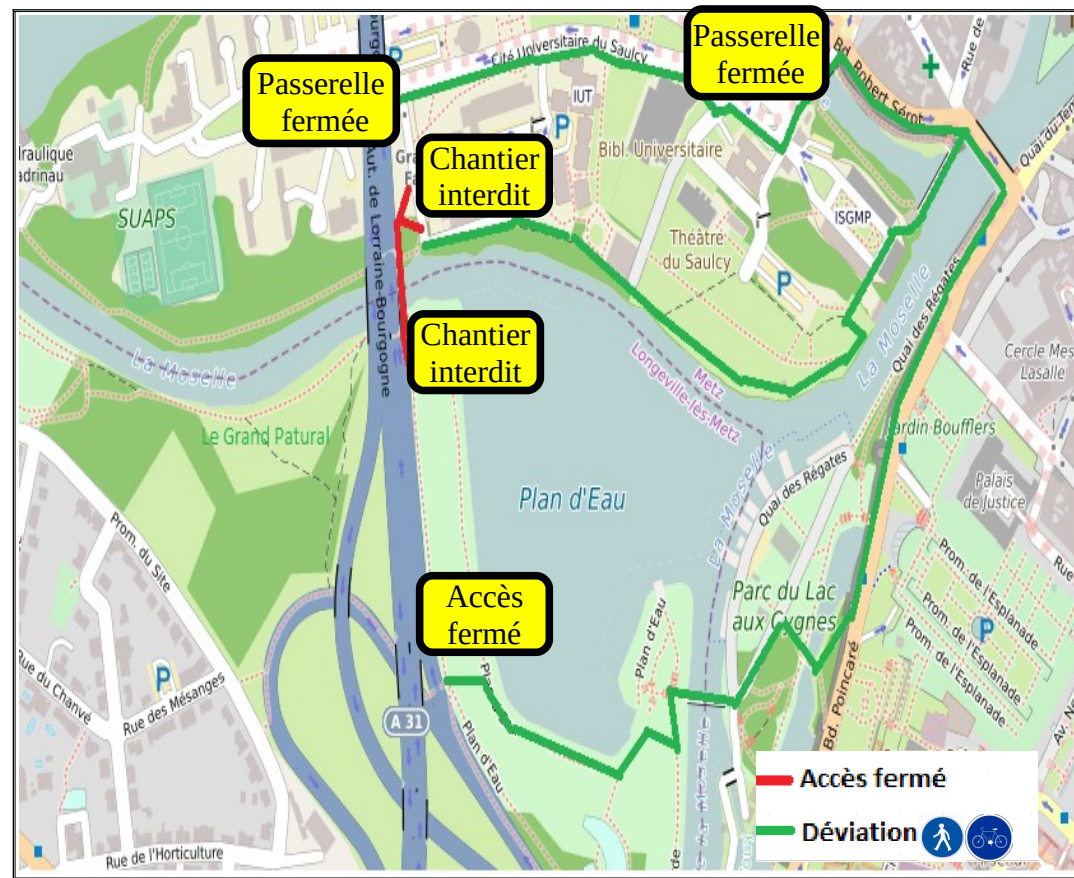 Passerelle
fermée
Passerelle
fermée
Chantier
interdit
Chantier
interdit
Accès
fermé
Cité Universitaire du Saulcy
Bd. Robert Sérot
Rue de
IUT
P
P
Bibl. Universitaire
ISGMP
Théâtre
du Saulcy
P
SUAPS
Aut. de Lorraine-Bourgogne
La Moselle
La Moselle
La Moselle
Quai des Régates
Metz
Longeville-lès-Metz
Le Grand Patural
Plan d'Eau
Quai des Régates
Jardin Boufflers
Cercle Mes
Lasalle
Palais
de Justice
Rue
Prom. du Site
Parc du Lac
aux Cygnes
Plan d'Eau
Prom. de l'Esplanade
Prom. de l'Esplanade
Prom. de l'Esplanade
P
Rue du Chanvé
P
Rue des Mésanges
A 31
Plan d'Eau
Bd. Poincaré
Rue de l'Horticulture
Accès fermé
Déviation